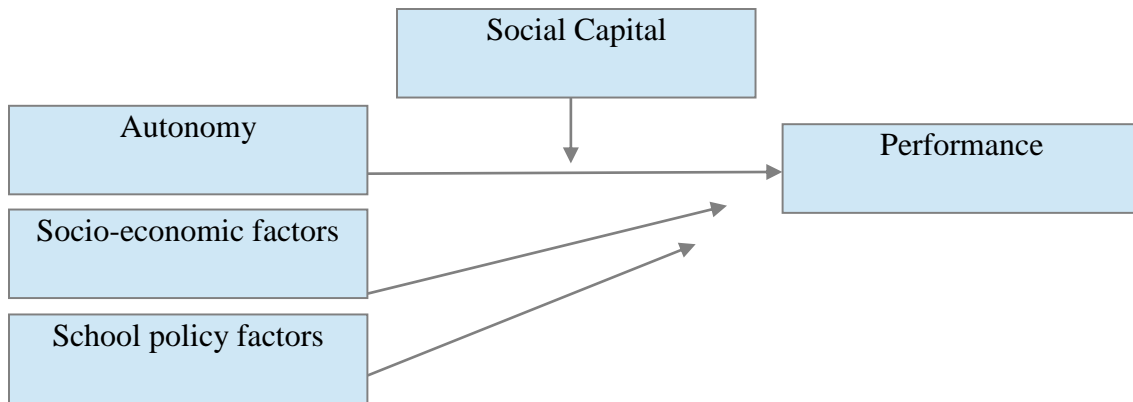 Social Capital
Autonomy
Performance
Socio-economic factors
School policy factors